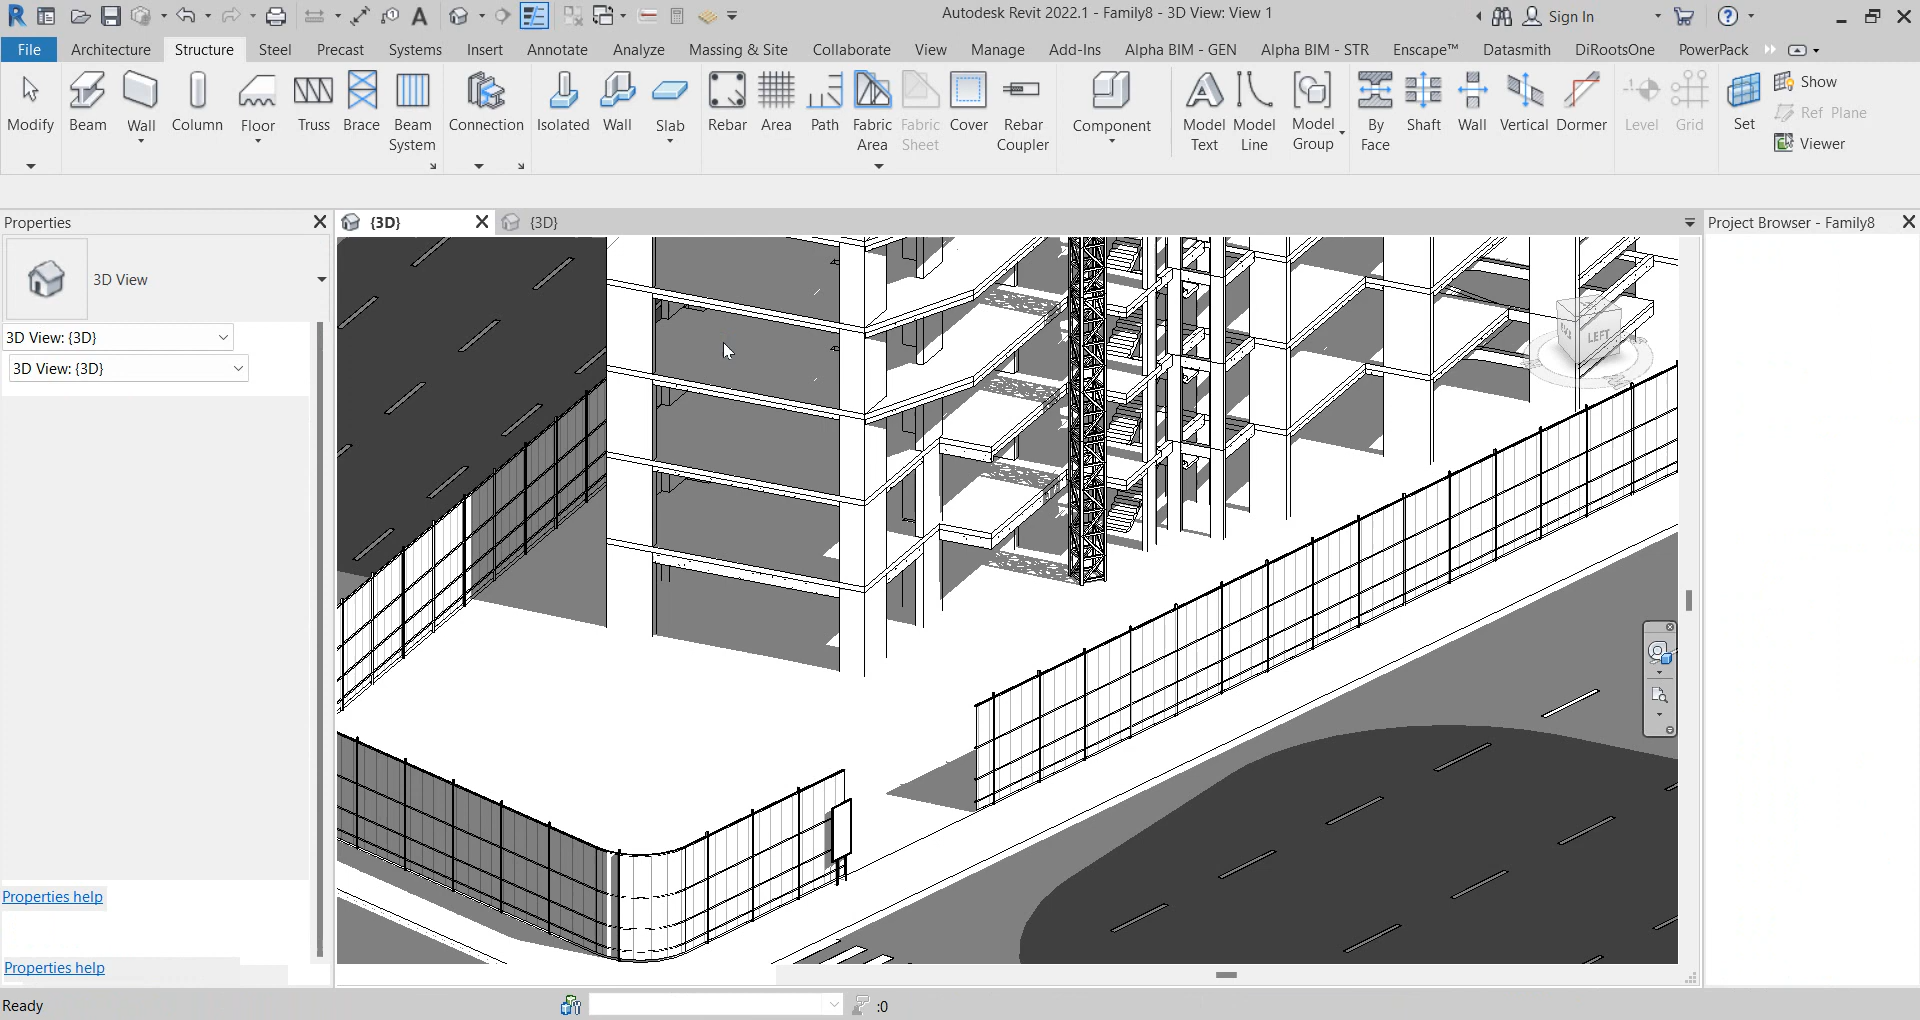 Autodesk Revit 2022.1 - Family8 - 3D View: View 1
Sign In
File Architecture Structure Steel Precast Systems Insert Annotate Analyze Massing & Site Collaborate View Manage Add-Ins Alpha BIM - GEN Alpha BIM - STR Enscape™ Datasmith DiRootsOne PowerPack
Modify
Beam
Wall
Column
Floor
Truss
Brace
Beam
System
Connection
Isolated
Wall
Slab
Rebar
Area
Path
Fabric
Area
Fabric
Sheet
Cover
Rebar
Coupler
Component
Model
Text
Model
Line
Model
Group
By
Face
Shaft
Wall
Vertical
Dormer
Level
Grid
Set
Show
Ref Plane
Viewer
Properties
{3D}
{3D}
Project Browser - Family8
3D View
3D View: {3D}
3D View: {3D}
LEFT
Properties help
Properties help
Ready
:0